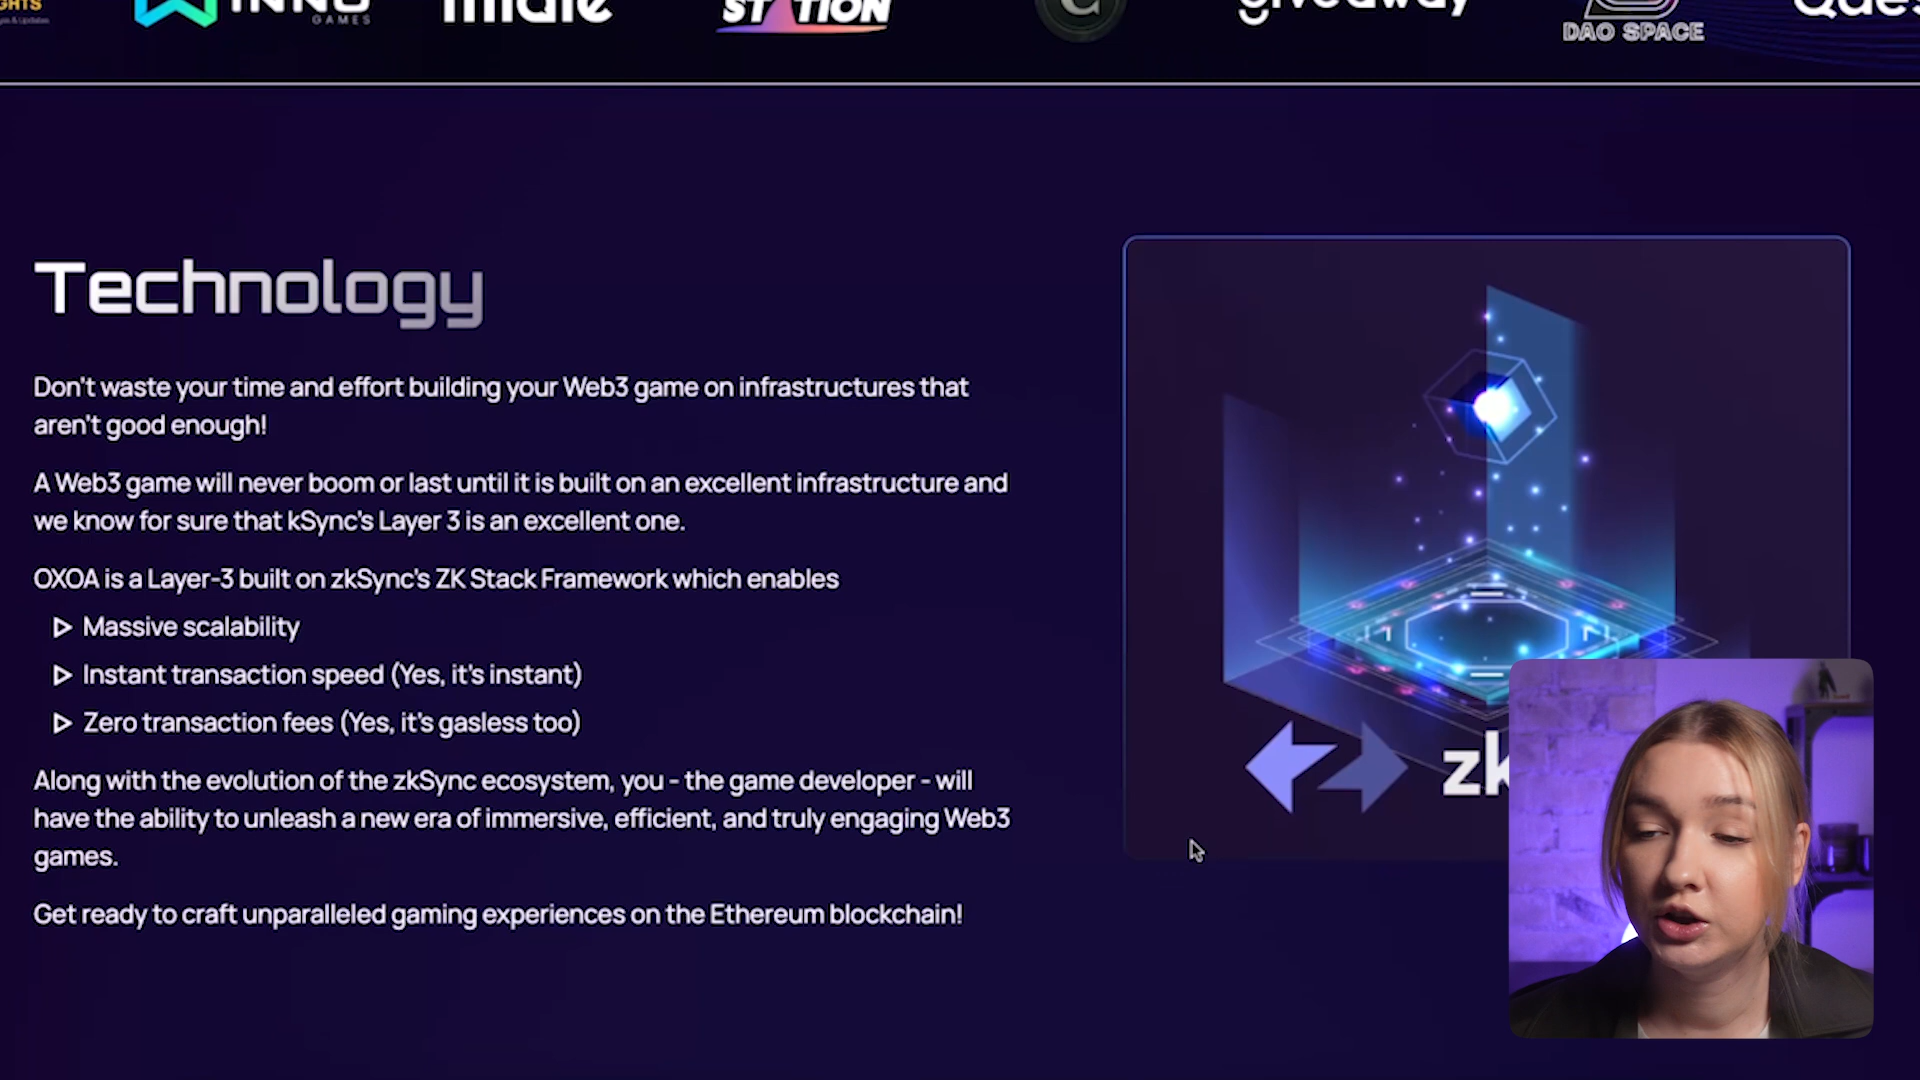 GAMES
STATION
giveaway
DAO SPACE
Technology
Don't waste your time and effort building your Web3 game on infrastructures that
aren't good enough!
A Web3 game will never boom or last until it is built on an excellent infrastructure and
we know for sure that kSync's Layer 3 is an excellent one.
OXOA is a Layer-3 built on zkSync's ZK Stack Framework which enables
Massive scalability
Instant transaction speed (Yes, it's instant)
Zero transaction fees (Yes, it's gasless too)
Along with the evolution of the zkSync ecosystem, you - the game developer - will
have the ability to unleash a new era of immersive, efficient, and truly engaging Web3
games.
Get ready to craft unparalleled gaming experiences on the Ethereum blockchain!
zk